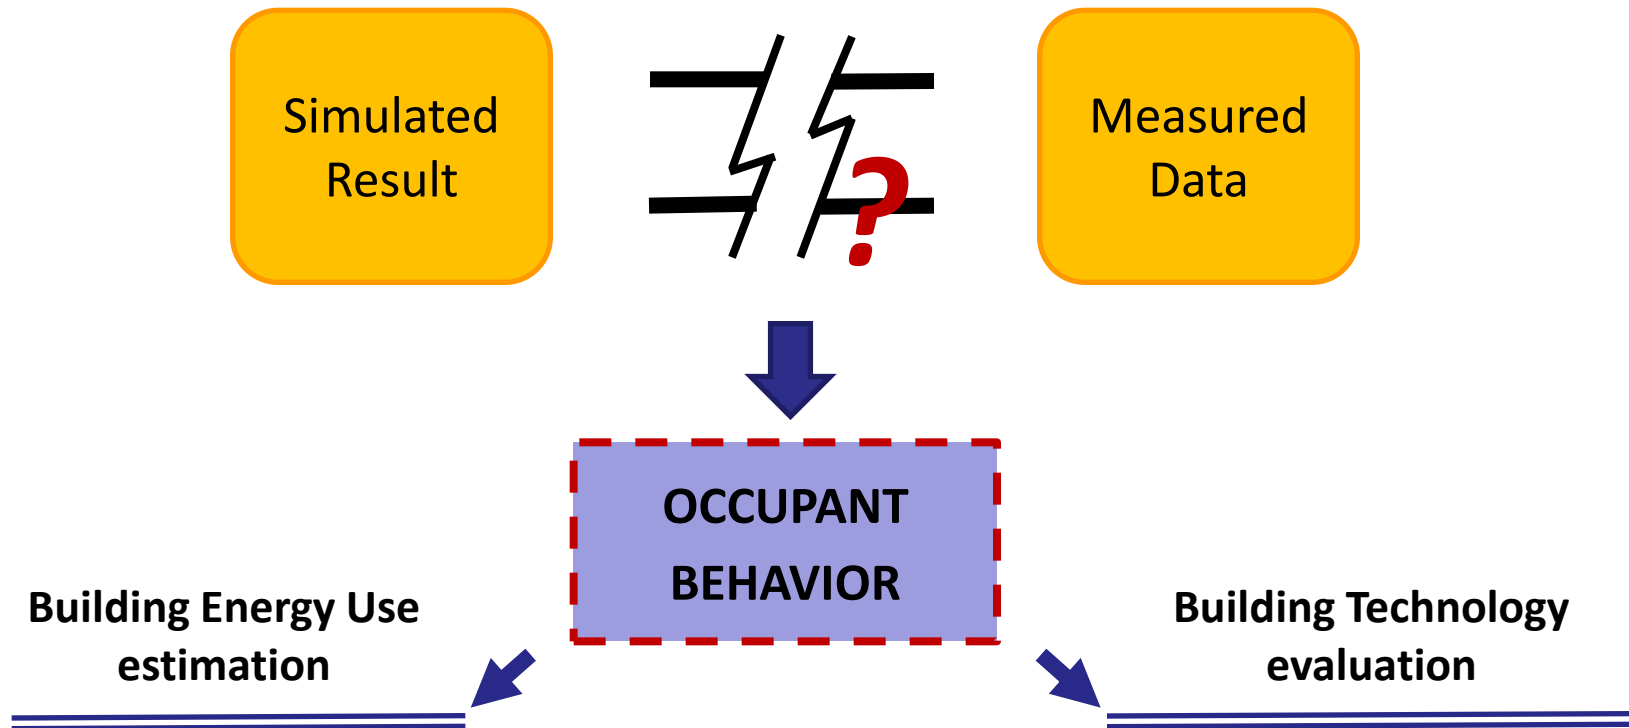 Simulated
Result
?
Measured
Data
OCCUPANT
BEHAVIOR
Building Energy Use
estimation
Building Technology
evaluation